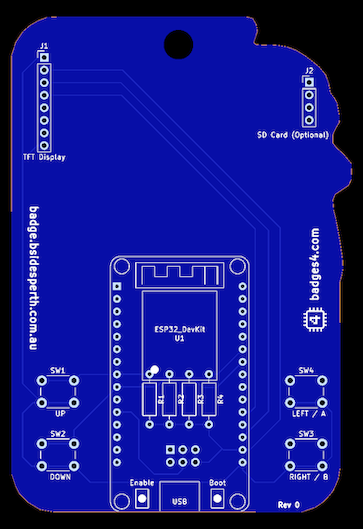 J1
J2
TFT Display
SD Card (Optional)
badge.bsidesperth.com.au
badges4.com
4
ESP32_DevKit
U1
SW1
UP
SW4
LEFT / A
R1
R2
R3
R4
SW2
DOWN
SW3
RIGHT / B
Enable
Boot
USB
Rev 0